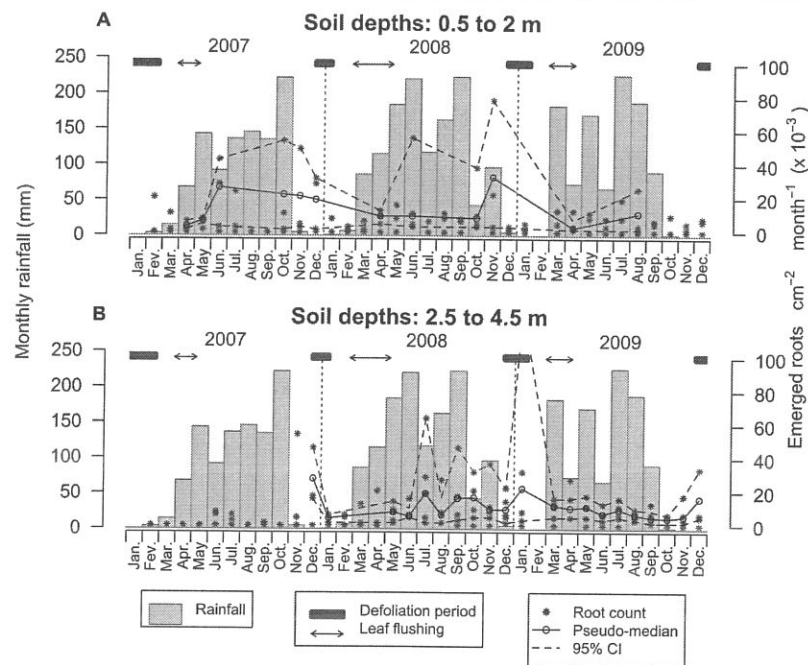 A
Soil depths: 0.5 to 2 m
2007 2008 2009
250
200
150
100
50
0
100
80
60
40
20
0
Jan. Fev. Mar. Apr. May Jun. Jul. Aug. Sep. Oct. Nov. Dec. Jan. Fev. Mar. Apr. May Jun. Jul. Aug. Sep. Oct. Nov. Dec. Jan. Fev. Mar. Apr. May Jun. Jul. Aug. Sep. Oct. Nov. Dec.
Monthly rainfall (mm)
Emerged roots cm⁻² month⁻¹ (x 10⁻³)
B
Soil depths: 2.5 to 4.5 m
2007 2008 2009
250
200
150
100
50
0
100
80
60
40
20
0
Jan. Fev. Mar. Apr. May Jun. Jul. Aug. Sep. Oct. Nov. Dec. Jan. Fev. Mar. Apr. May Jun. Jul. Aug. Sep. Oct. Nov. Dec. Jan. Fev. Mar. Apr. May Jun. Jul. Aug. Sep. Oct. Nov. Dec.
Rainfall
Defoliation period
Leaf flushing
Root count
Pseudo-median
95% CI